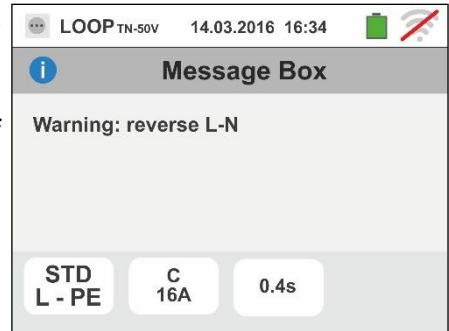 LOOP TN-50V 14.03.2016 16:34
i Message Box
Warning: reverse L-N
STD
L - PE
C
16A
0.4s